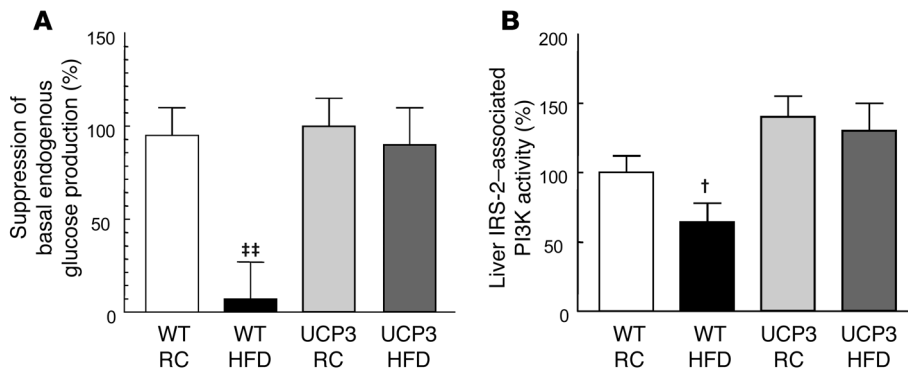 A
Suppression of
basal endogenous
glucose production (%)
150
100
50
0
‡‡
WT
RC
WT
HFD
UCP3
RC
UCP3
HFD
B
Liver IRS-2–associated
PI3K activity (%)
200
150
100
50
0
†
WT
RC
WT
HFD
UCP3
RC
UCP3
HFD